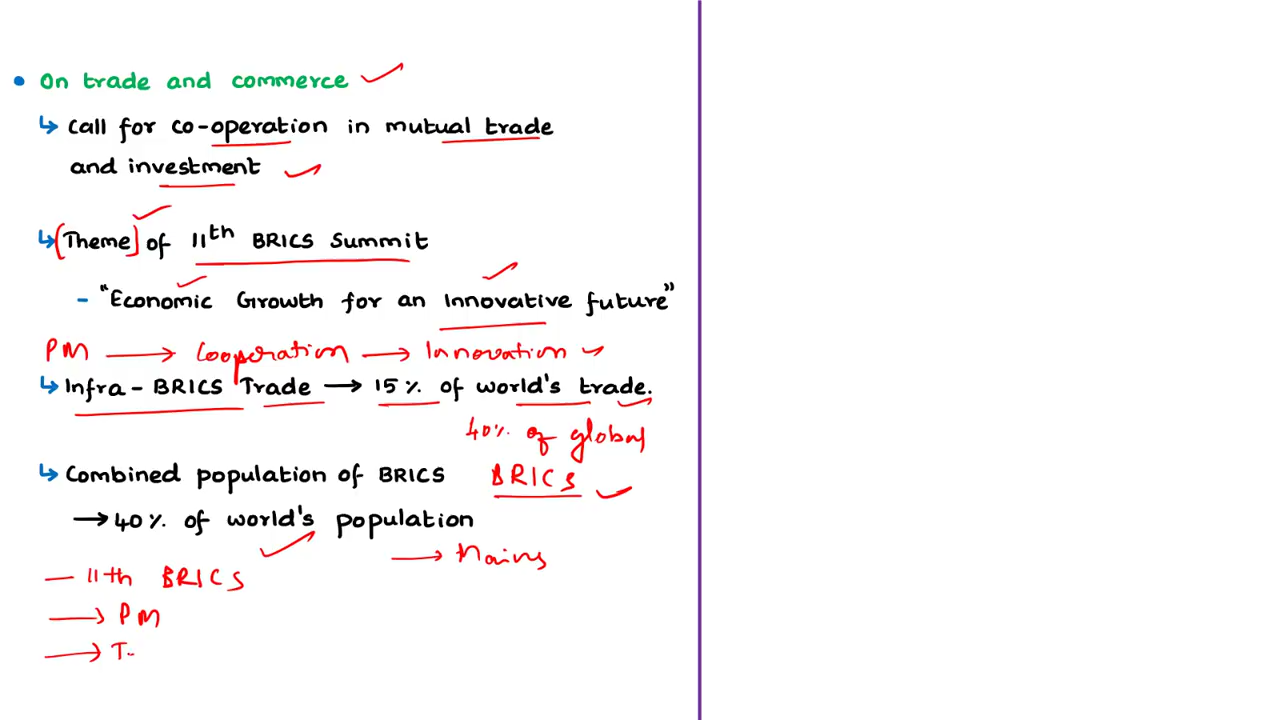 • On trade and commerce
↳ Call for co-operation in mutual trade
and investment
↳ [Theme] of 11th BRICS Summit
- "Economic Growth for an Innovative future"
PM → Cooperation → Innovation
↳ Infra - BRICS Trade → 15% of world's trade.
40% of global
↳ Combined population of BRICS BRICS
→ 40% of world's population
→ Mains
- 11th BRICS
→ PM
→ T